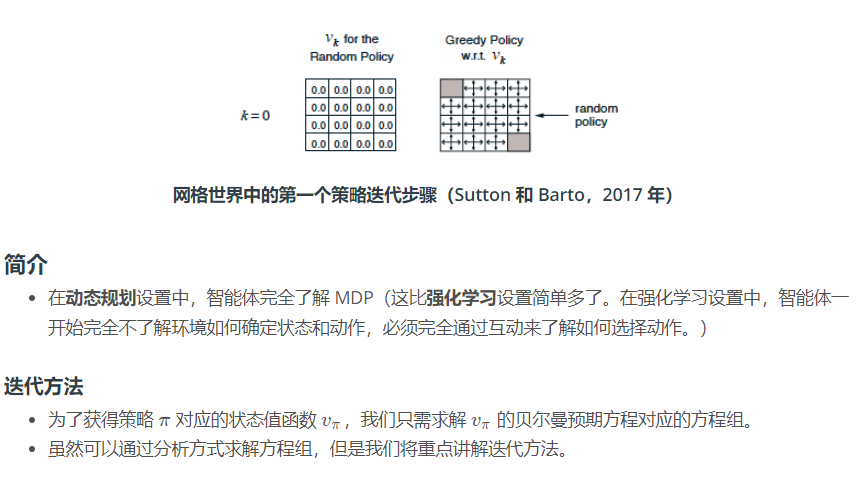 v_k for the Greedy Policy
Random Policy w.r.t. v_k
0.0 0.0 0.0 0.0
0.0 0.0 0.0 0.0
k = 0 random
0.0 0.0 0.0 0.0 policy
0.0 0.0 0.0 0.0
网格世界中的第一个策略迭代步骤（Sutton 和 Barto，2017 年）
简介
• 在动态规划设置中，智能体完全了解 MDP（这比强化学习设置简单多了。在强化学习设置中，智能体一
开始完全不了解环境如何确定状态和动作，必须完全通过互动来了解如何选择动作。）
迭代方法
• 为了获得策略 π 对应的状态值函数 v_π，我们只需求解 v_π 的贝尔曼预期方程对应的方程组。
• 虽然可以通过分析方式求解方程组，但是我们将重点讲解迭代方法。